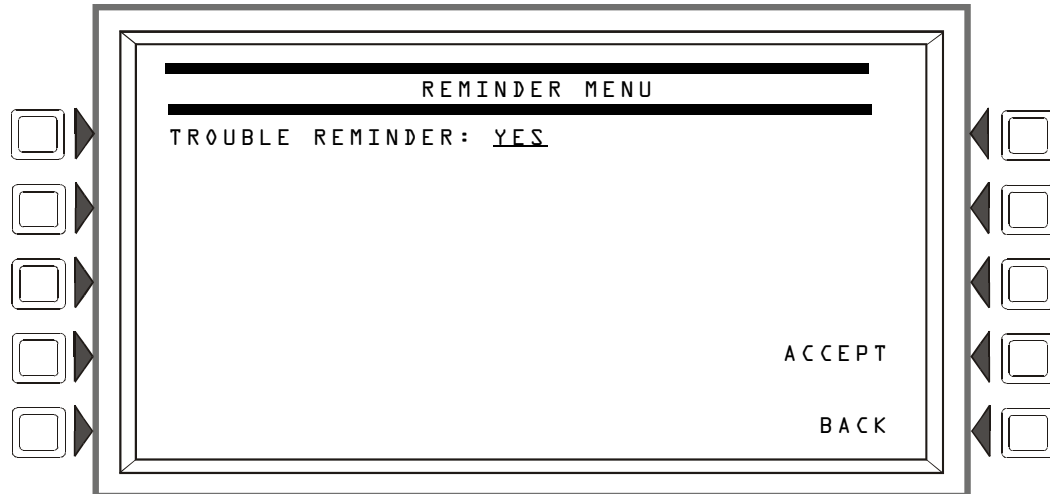 REMINDER MENU
TROUBLE REMINDER: YES
ACCEPT
BACK